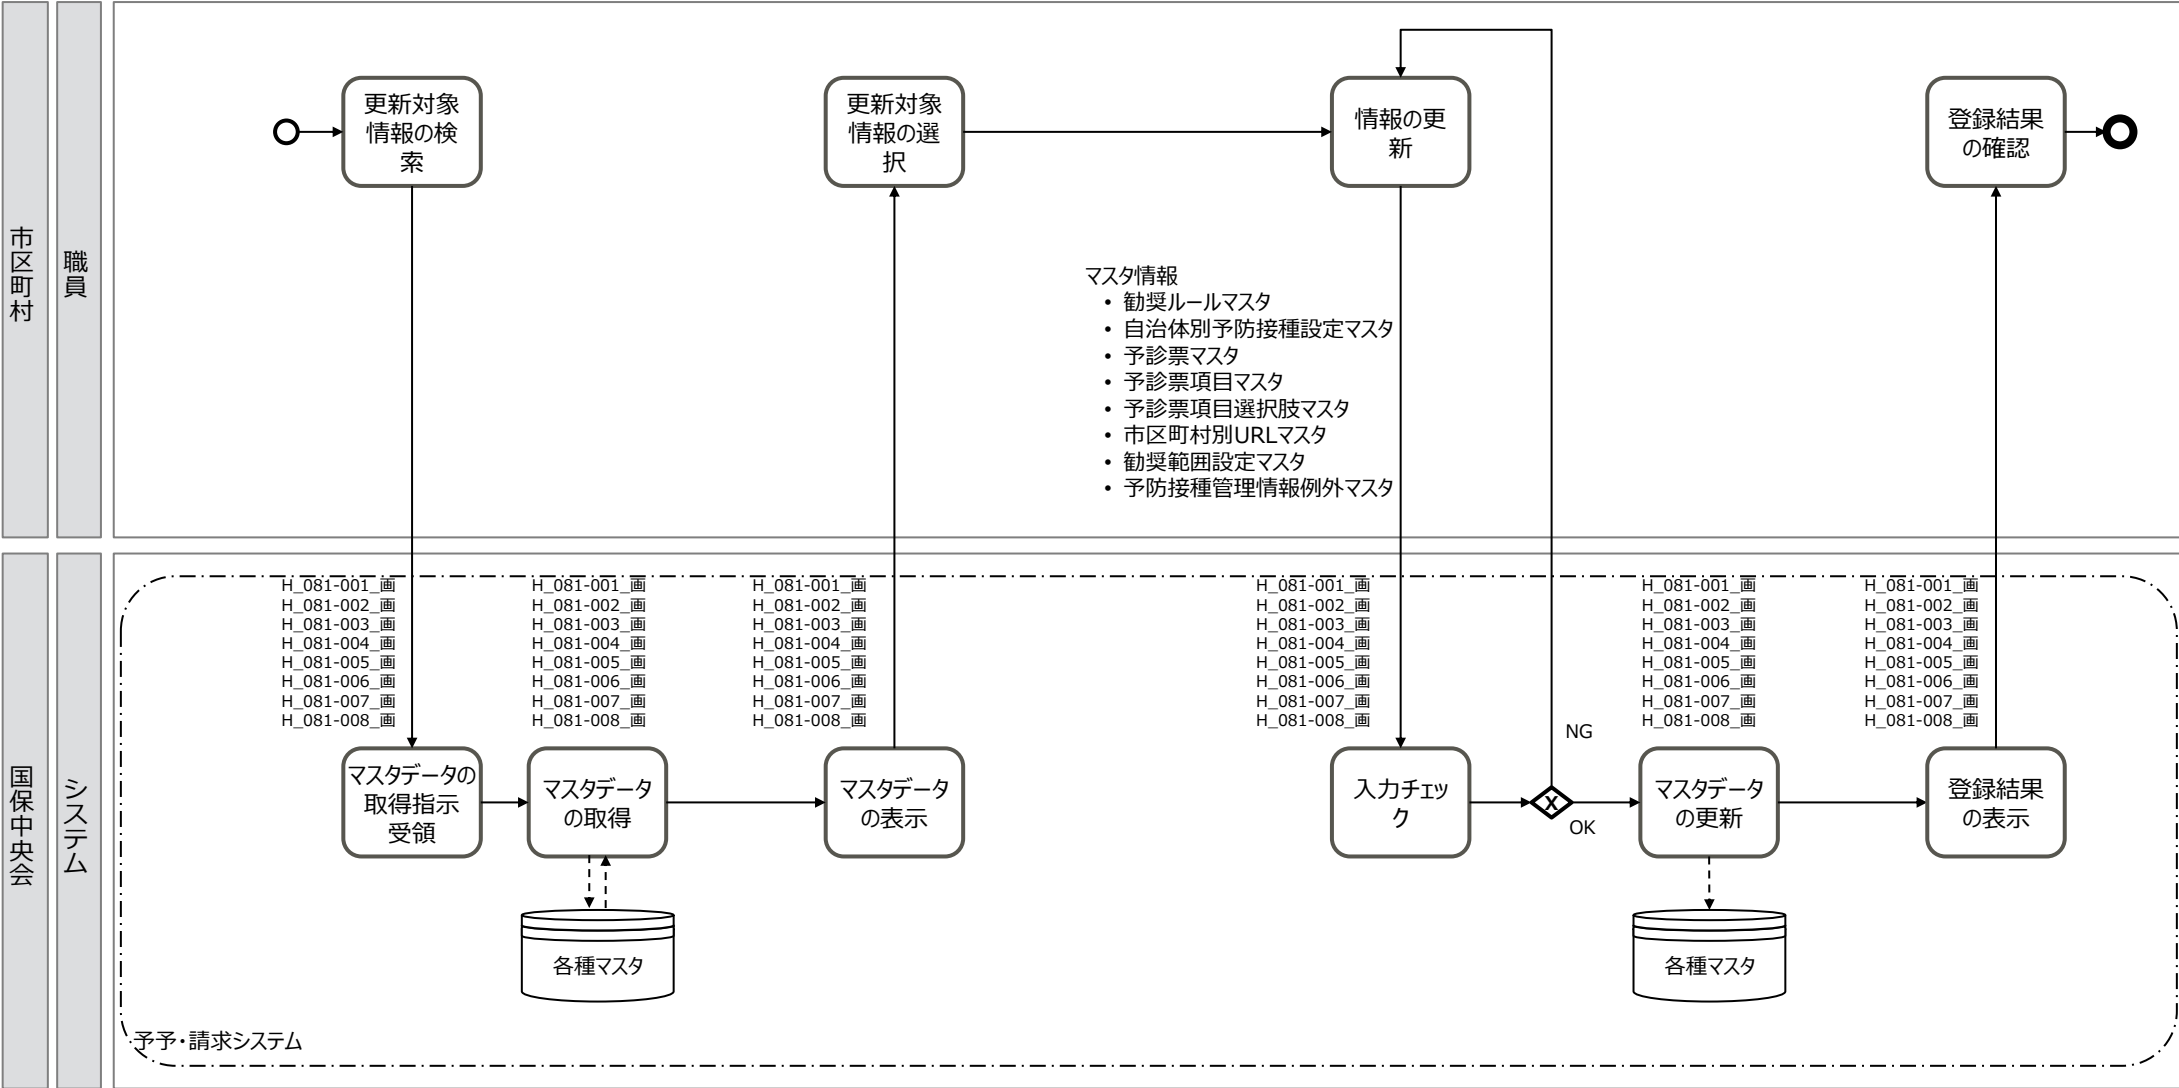 市区町村
職員
更新対象
情報の検
索
更新対象
情報の選
択
情報の更
新
登録結果
の確認
マスタ情報
• 勧奨ルールマスタ
• 自治体別予防接種設定マスタ
• 予診票マスタ
• 予診票項目マスタ
• 予診票項目選択肢マスタ
• 市区町村別URLマスタ
• 勧奨範囲設定マスタ
• 予防接種管理情報例外マスタ
国保中央会
システム
H_081-001_画
H_081-002_画
H_081-003_画
H_081-004_画
H_081-005_画
H_081-006_画
H_081-007_画
H_081-008_画
H_081-001_画
H_081-002_画
H_081-003_画
H_081-004_画
H_081-005_画
H_081-006_画
H_081-007_画
H_081-008_画
H_081-001_画
H_081-002_画
H_081-003_画
H_081-004_画
H_081-005_画
H_081-006_画
H_081-007_画
H_081-008_画
H_081-001_画
H_081-002_画
H_081-003_画
H_081-004_画
H_081-005_画
H_081-006_画
H_081-007_画
H_081-008_画
H_081-001_画
H_081-002_画
H_081-003_画
H_081-004_画
H_081-005_画
H_081-006_画
H_081-007_画
H_081-008_画
H_081-001_画
H_081-002_画
H_081-003_画
H_081-004_画
H_081-005_画
H_081-006_画
H_081-007_画
H_081-008_画
マスタデータの
取得指示
受領
マスタデータ
の取得
マスタデータ
の表示
入力チェッ
ク
X
NG
OK
マスタデータ
の更新
登録結果
の表示
各種マスタ
各種マスタ
予予・請求システム